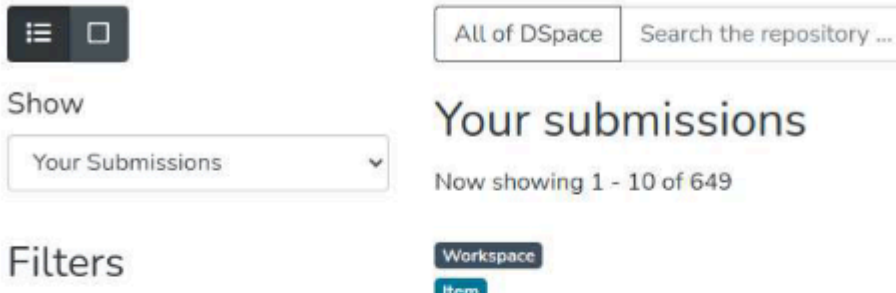 Show
Your Submissions
Filters
All of DSpace
Search the repository ...
Your submissions
Now showing 1 - 10 of 649
Workspace
Item